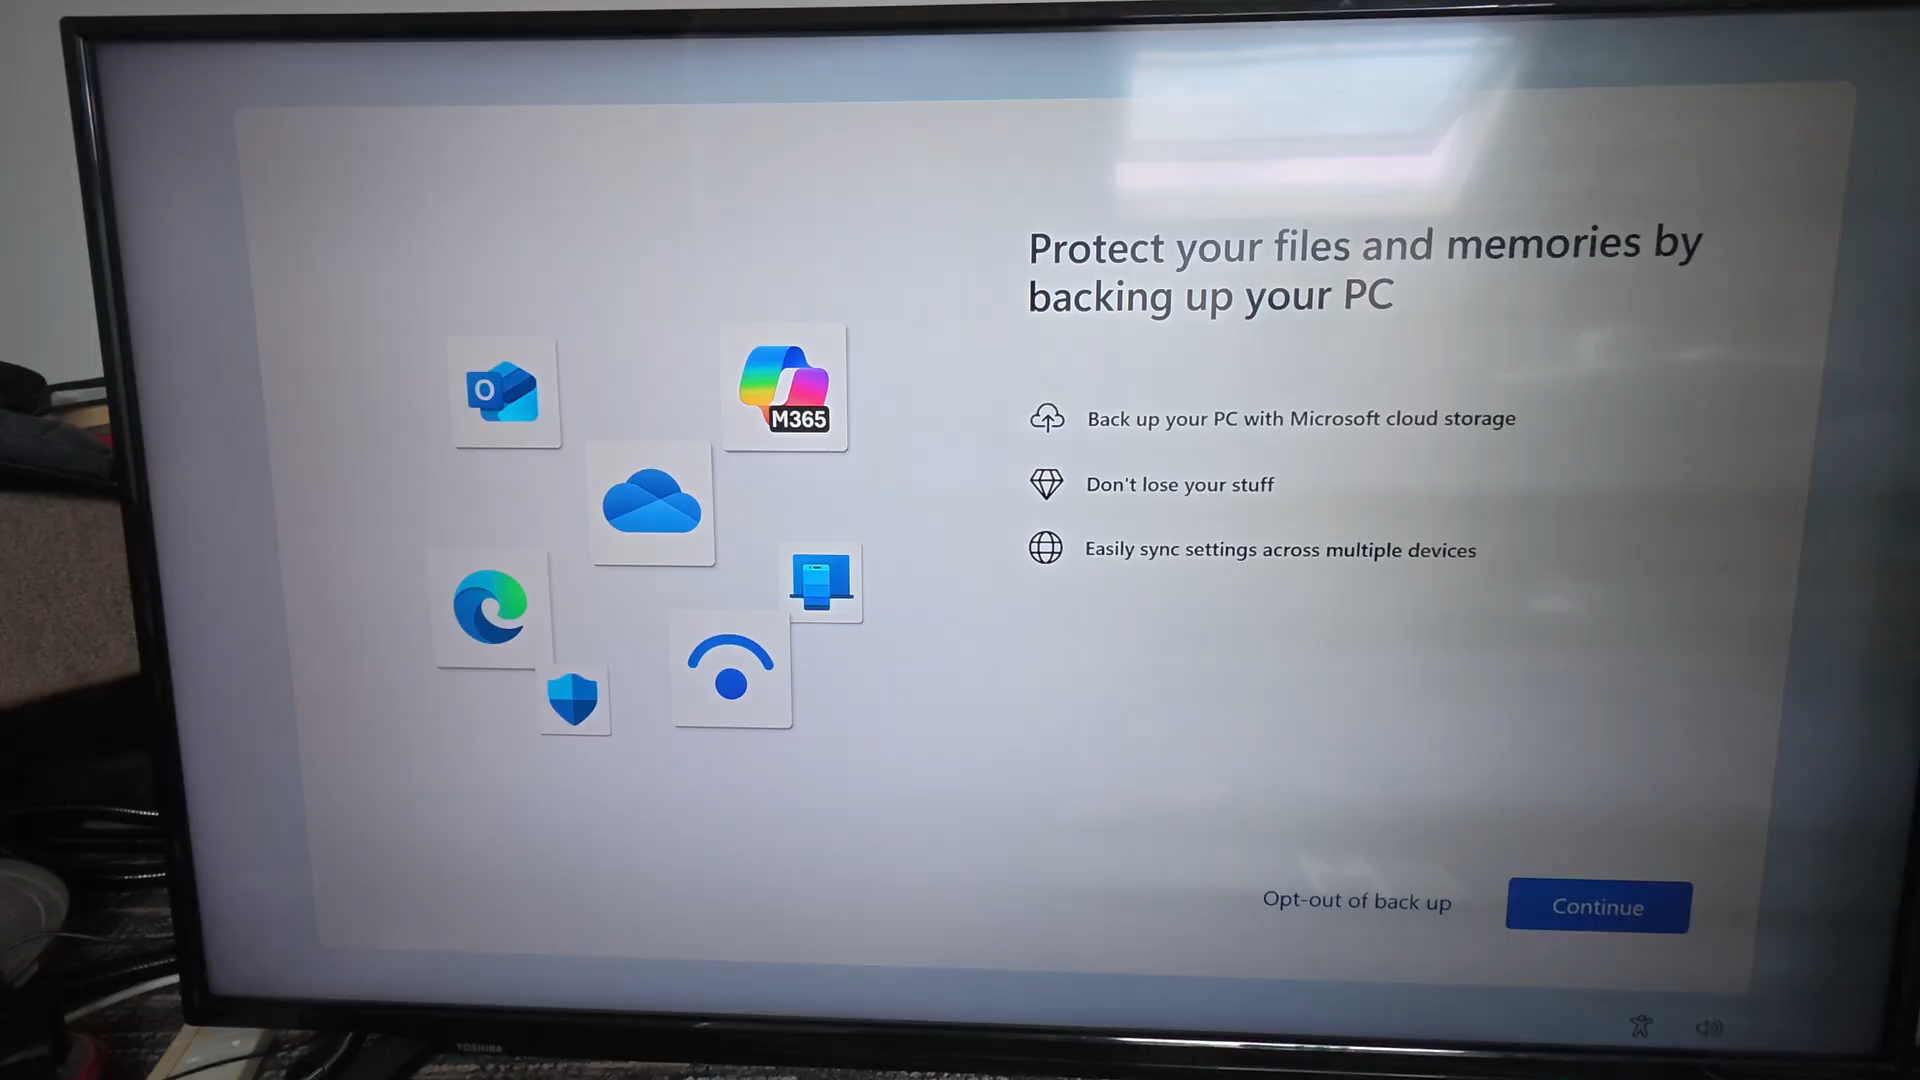 Protect your files and memories by
backing up your PC
O
M365
Back up your PC with Microsoft cloud storage
Don't lose your stuff
Easily sync settings across multiple devices
Opt-out of back up
Continue
TOSHIBA